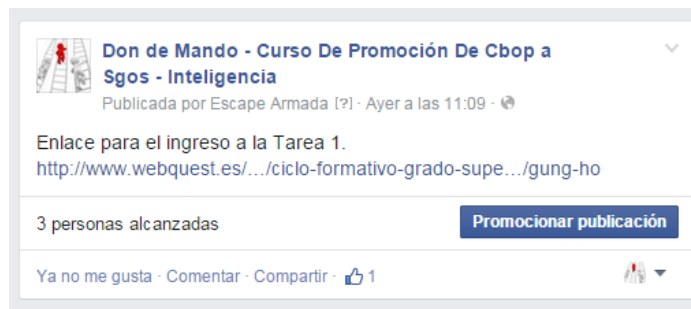 Don de Mando - Curso De Promoción De Cbop a
Sgos - Inteligencia
Publicada por Escape Armada [?] · Ayer a las 11:09 ·
Enlace para el ingreso a la Tarea 1.
http://www.webquest.es/.../ciclo-formativo-grado-supe.../gung-ho
3 personas alcanzadas
Promocionar publicación
Ya no me gusta · Comentar · Compartir · 1